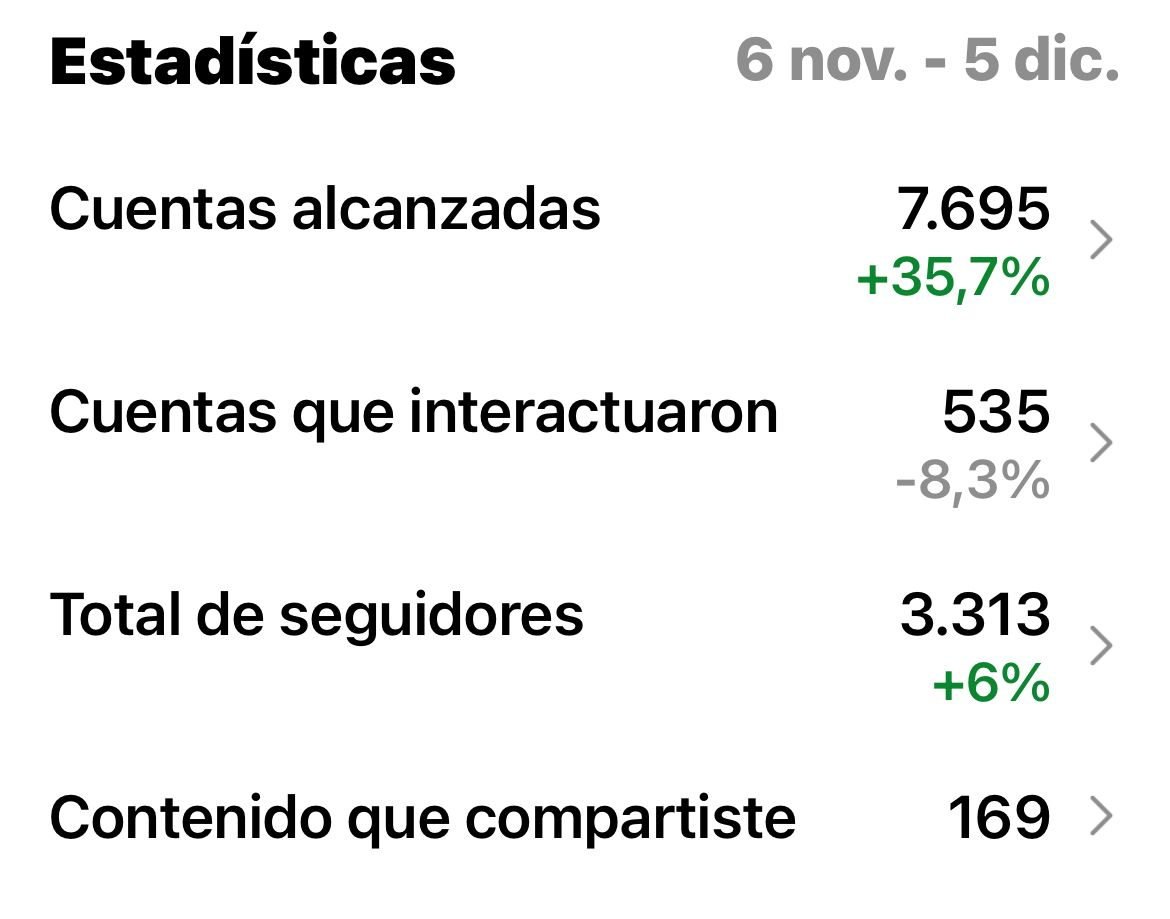 Estadísticas 6 nov. - 5 dic.
Cuentas alcanzadas 7.695
+35,7%
Cuentas que interactuaron 535
-8,3%
Total de seguidores 3.313
+6%
Contenido que compartiste 169